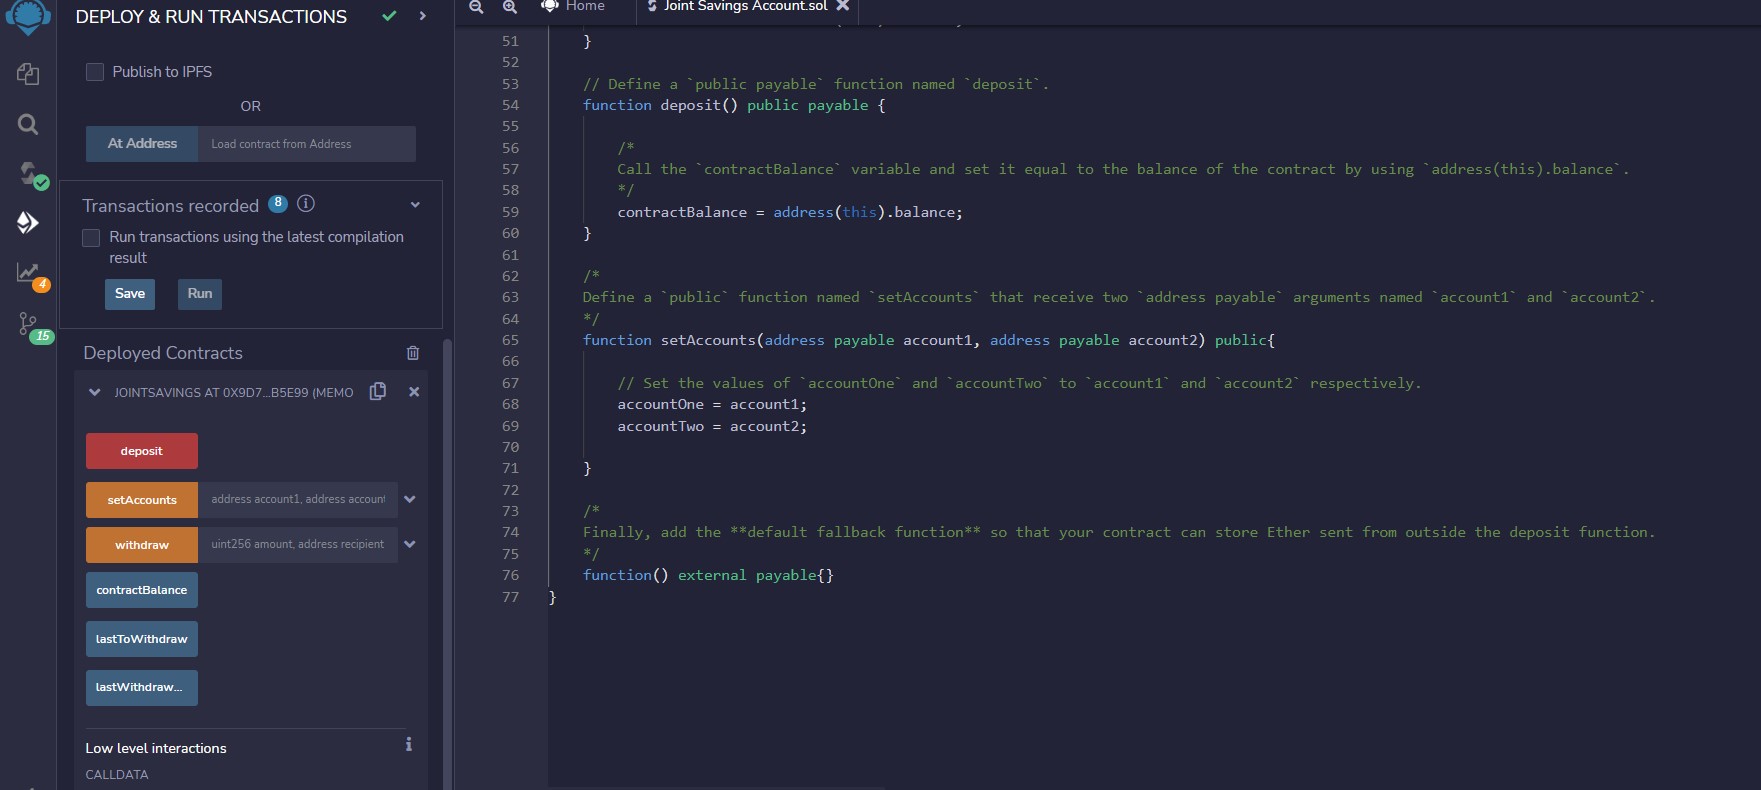 DEPLOY & RUN TRANSACTIONS
Publish to IPFS
OR
At Address
Load contract from Address
Transactions recorded 8
Run transactions using the latest compilation
result
Save Run
Deployed Contracts
JOINTSAVINGS AT 0X9D7...B5E99 (MEMO
deposit
setAccounts address account1, address account
withdraw uint256 amount, address recipient
contractBalance
lastToWithdraw
lastWithdraw...
Low level interactions
CALLDATA
4
15
Home
Joint Savings Account.sol
51 }
52
53 // Define a `public payable` function named `deposit`.
54 function deposit() public payable {
55
56 /*
57 Call the `contractBalance` variable and set it equal to the balance of the contract by using `address(this).balance`.
58 */
59 contractBalance = address(this).balance;
60 }
61
62 /*
63 Define a `public` function named `setAccounts` that receive two `address payable` arguments named `account1` and `account2`.
64 */
65 function setAccounts(address payable account1, address payable account2) public{
66
67 // Set the values of `accountOne` and `accountTwo` to `account1` and `account2` respectively.
68 accountOne = account1;
69 accountTwo = account2;
70
71 }
72
73 /*
74 Finally, add the **default fallback function** so that your contract can store Ether sent from outside the deposit function.
75 */
76 function() external payable{}
77 }